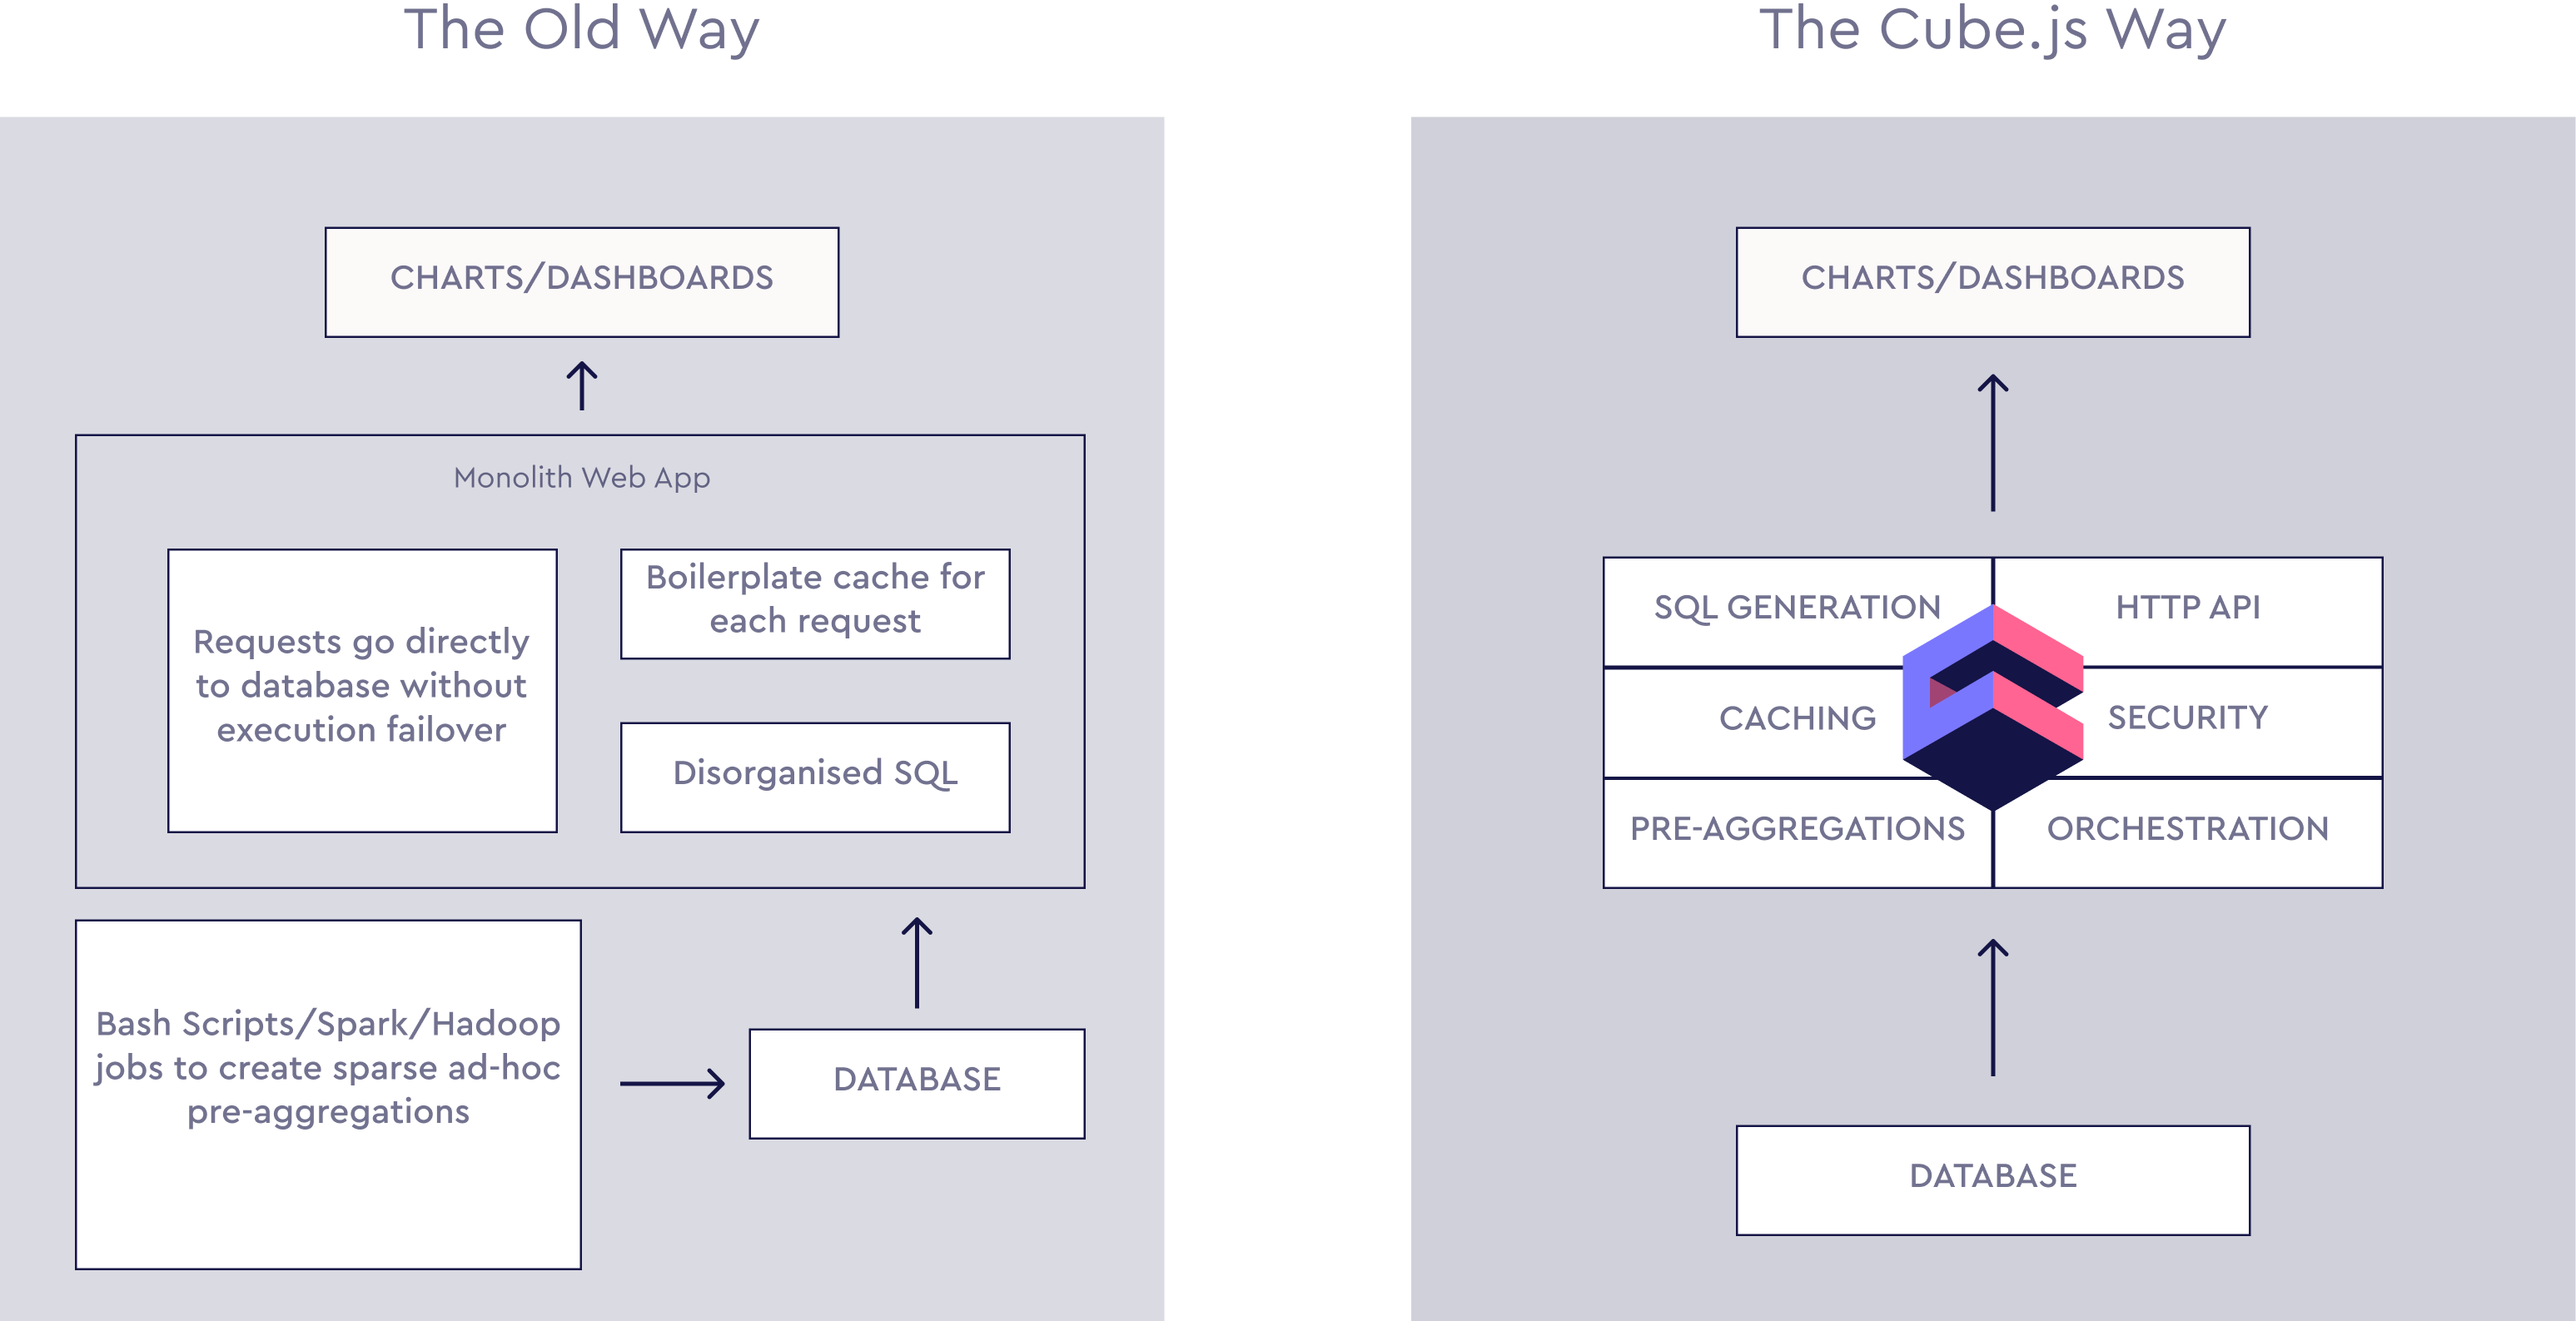 The Old Way
CHARTS/DASHBOARDS
Monolith Web App
Requests go directly
to database without
execution failover
Boilerplate cache for
each request
Disorganised SQL
Bash Scripts/Spark/Hadoop
jobs to create sparse ad-hoc
pre-aggregations
DATABASE
The Cube.js Way
CHARTS/DASHBOARDS
SQL GENERATION
HTTP API
CACHING
SECURITY
PRE-AGGREGATIONS
ORCHESTRATION
DATABASE